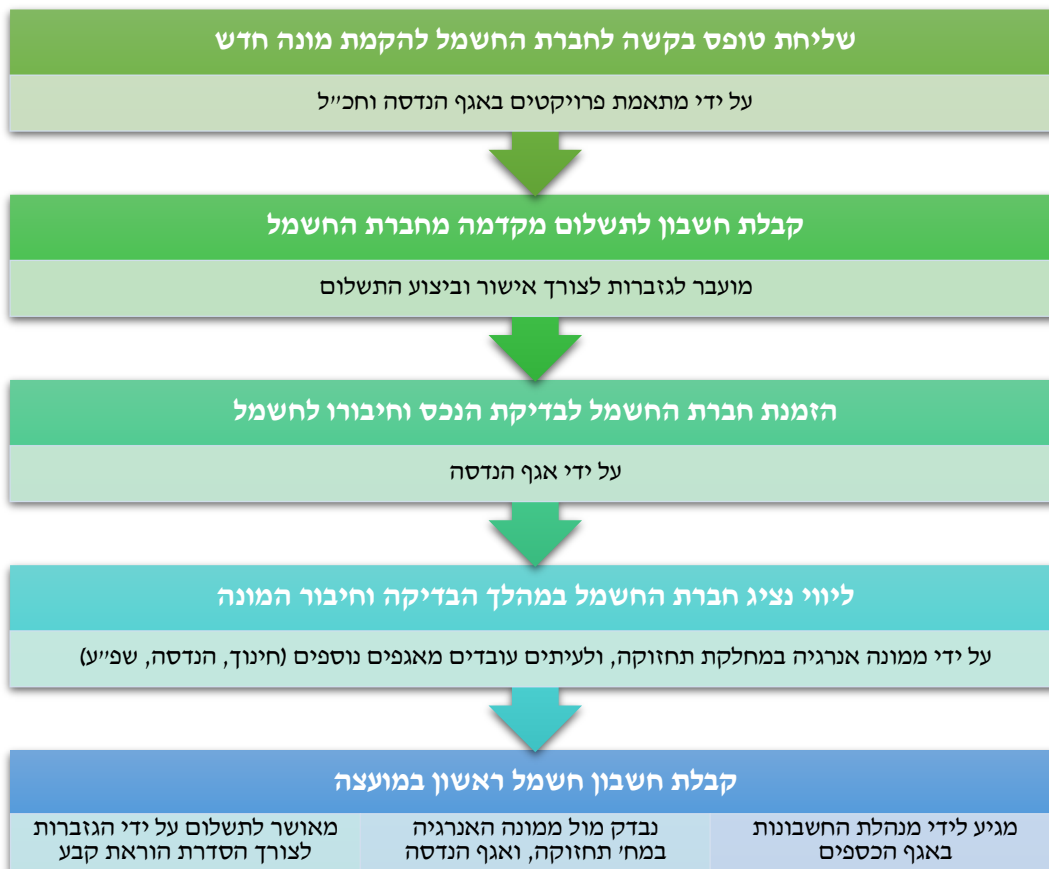 שליחת טופס בקשה לחברת החשמל להקמת מונה חדש
על ידי מתאמת פרויקטים באגף הנדסה וחכ״ל
קבלת חשבון לתשלום מקדמה מחברת החשמל
מועבר לגזברות לצורך אישור וביצוע התשלום
הזמנת חברת החשמל לבדיקת הנכס וחיבורו לחשמל
על ידי אגף הנדסה
ליווי נציג חברת החשמל במהלך הבדיקה וחיבור המונה
על ידי ממונה אנרגיה במחלקת תחזוקה, ולעיתים עובדים מאגפים נוספים (חינוך, הנדסה, שפ״ע)
קבלת חשבון חשמל ראשון במועצה
מגיע לידי מנהלת החשבונות
באגף הכספים
נבדק מול ממונה האנרגיה
במח׳ תחזוקה, ואגף הנדסה
מאושר לתשלום על ידי הגזברות
לצורך הסדרת הוראת קבע